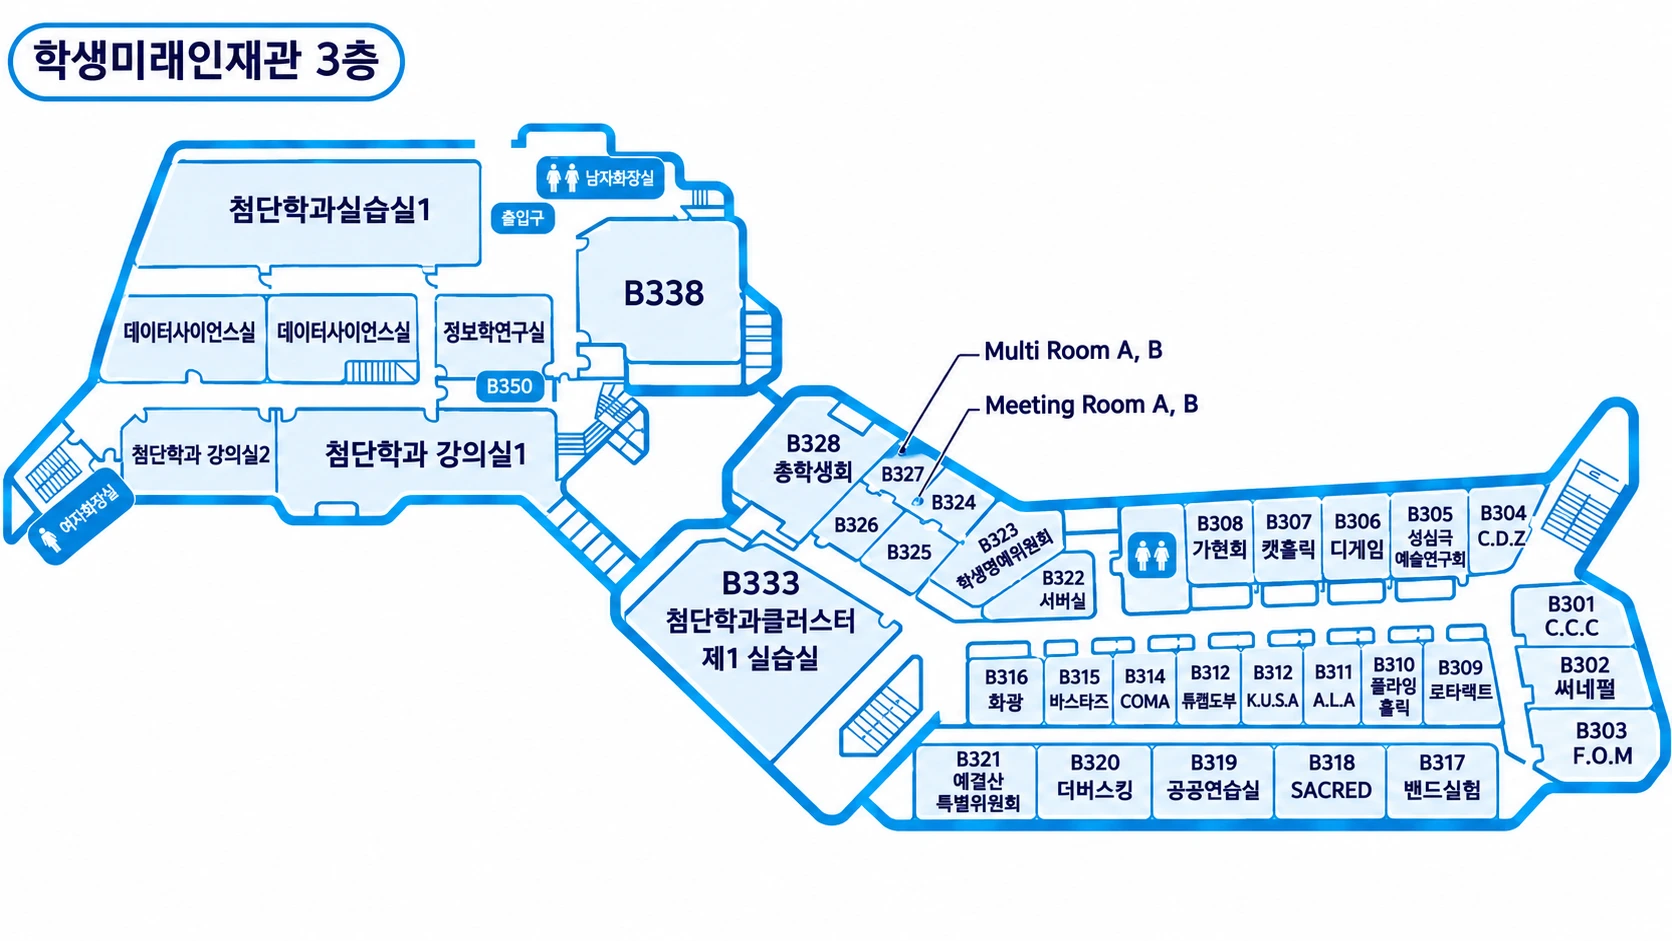 학생미래인재관 3층
남자화장실
첨단학과실습실1
출입구
B338
데이터사이언스실
데이터사이언스실
정보학연구실
B350
첨단학과 강의실2
첨단학과 강의실1
여자화장실
Multi Room A, B
Meeting Room A, B
B328
총학생회
B327
B324
B326
B325
B323
학생명예위원회
B322
서버실
B333
첨단학과클러스터
제1 실습실
B308
가현회
B307
캣홀릭
B306
디게임
B305
성심극
예술연구회
B304
C.D.Z
B301
C.C.C
B302
써네펄
B303
F.O.M
B316
화광
B315
바스타즈
B314
COMA
B312
튜캡도부
B312
K.U.S.A
B311
A.L.A
B310
플라잉
홀릭
B309
로타랙트
B321
예결산
특별위원회
B320
더버스킹
B319
공공연습실
B318
SACRED
B317
밴드실험